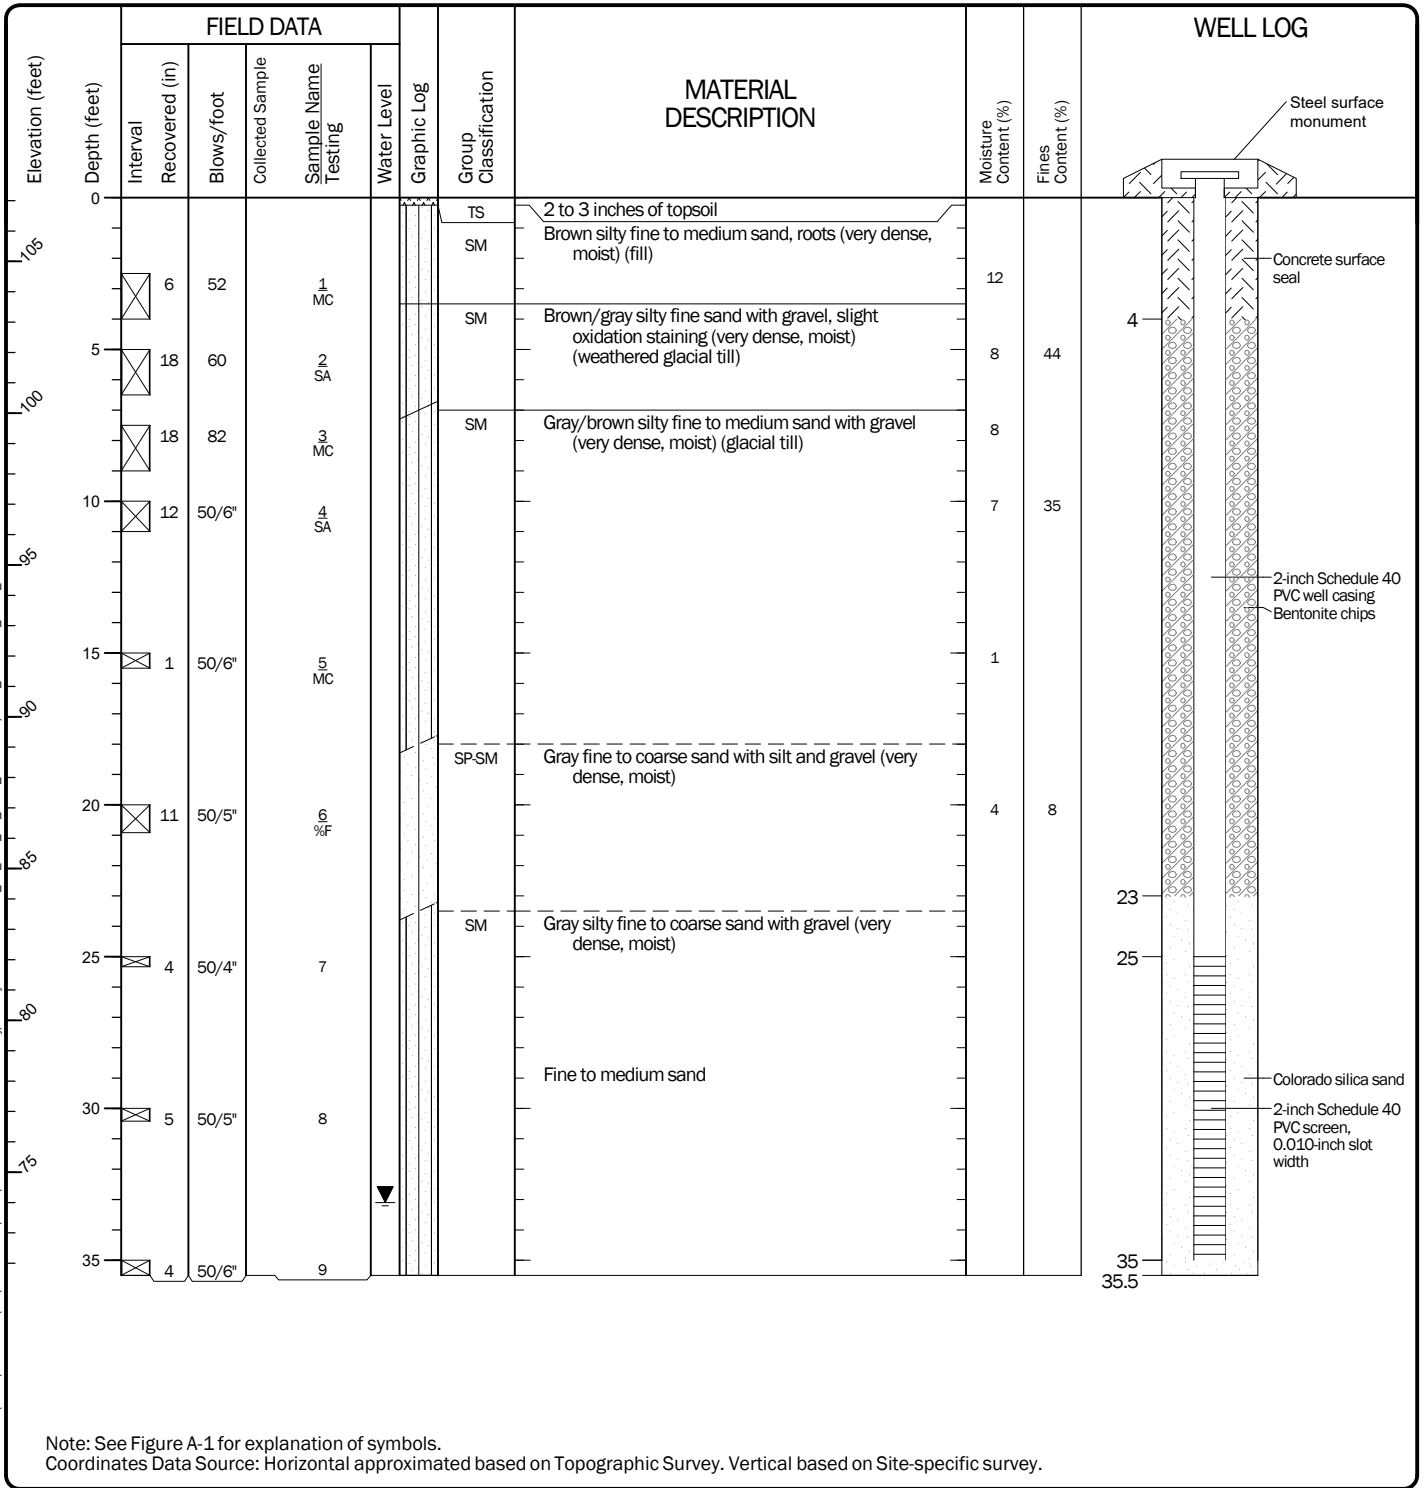 FIELD DATA
WELL LOG
Elevation (feet)
Depth (feet)
Interval
Recovered (in)
Blows/foot
Collected Sample
Sample Name
Testing
Water Level
Graphic Log
Group
Classification
MATERIAL
DESCRIPTION
Moisture
Content (%)
Fines
Content (%)
Steel surface
monument
0
TS
2 to 3 inches of topsoil
SM
Brown silty fine to medium sand, roots (very dense,
moist) (fill)
105
Concrete surface
seal
6
52
1
MC
12
4
SM
Brown/gray silty fine sand with gravel, slight
oxidation staining (very dense, moist)
(weathered glacial till)
5
18
60
2
SA
8
44
100
SM
Gray/brown silty fine to medium sand with gravel
(very dense, moist) (glacial till)
18
82
3
MC
8
10
12
50/6"
4
SA
7
35
95
2-inch Schedule 40
PVC well casing
Bentonite chips
15
1
50/6"
5
MC
1
90
SP-SM
Gray fine to coarse sand with silt and gravel (very
dense, moist)
20
11
50/5"
6
%F
4
8
85
23
SM
Gray silty fine to coarse sand with gravel (very
dense, moist)
25
4
50/4"
7
25
80
Fine to medium sand
Colorado silica sand
30
5
50/5"
8
2-inch Schedule 40
PVC screen,
0.010-inch slot
width
75
35
4
50/6"
9
35
35.5
Note: See Figure A-1 for explanation of symbols.
Coordinates Data Source: Horizontal approximated based on Topographic Survey. Vertical based on Site-specific survey.